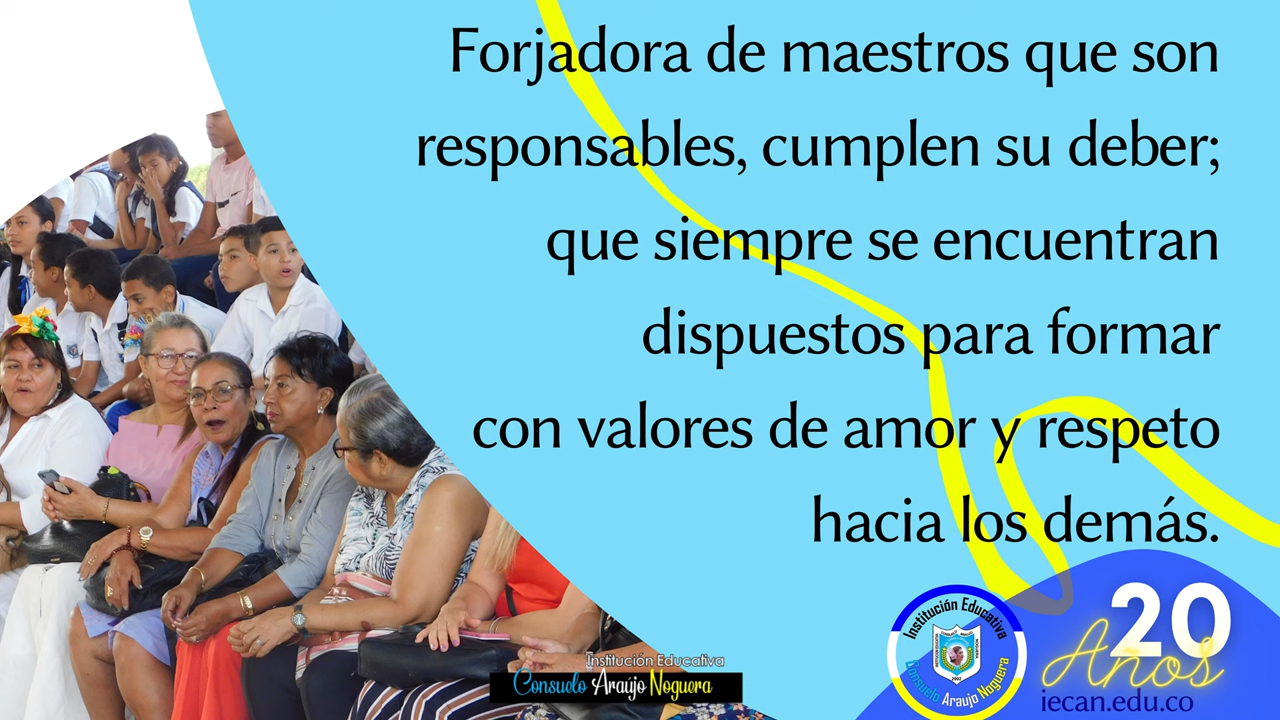 Forjadora de maestros que son
responsables, cumplen su deber;
que siempre se encuentran
dispuestos para formar
con valores de amor y respeto
hacia los demás.
Institución Educativa
Consuelo Araújo Noguera
Institución Educativa
Consuelo Araujo Noguera
2002
20
Años
iecan.edu.co